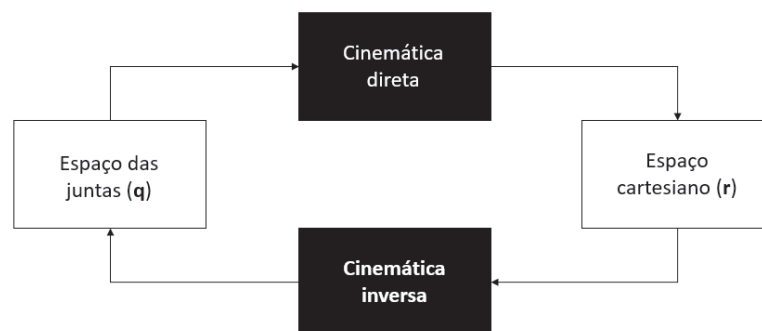 Cinemática
direta
Espaço das
juntas (q)
Espaço
cartesiano (r)
Cinemática
inversa